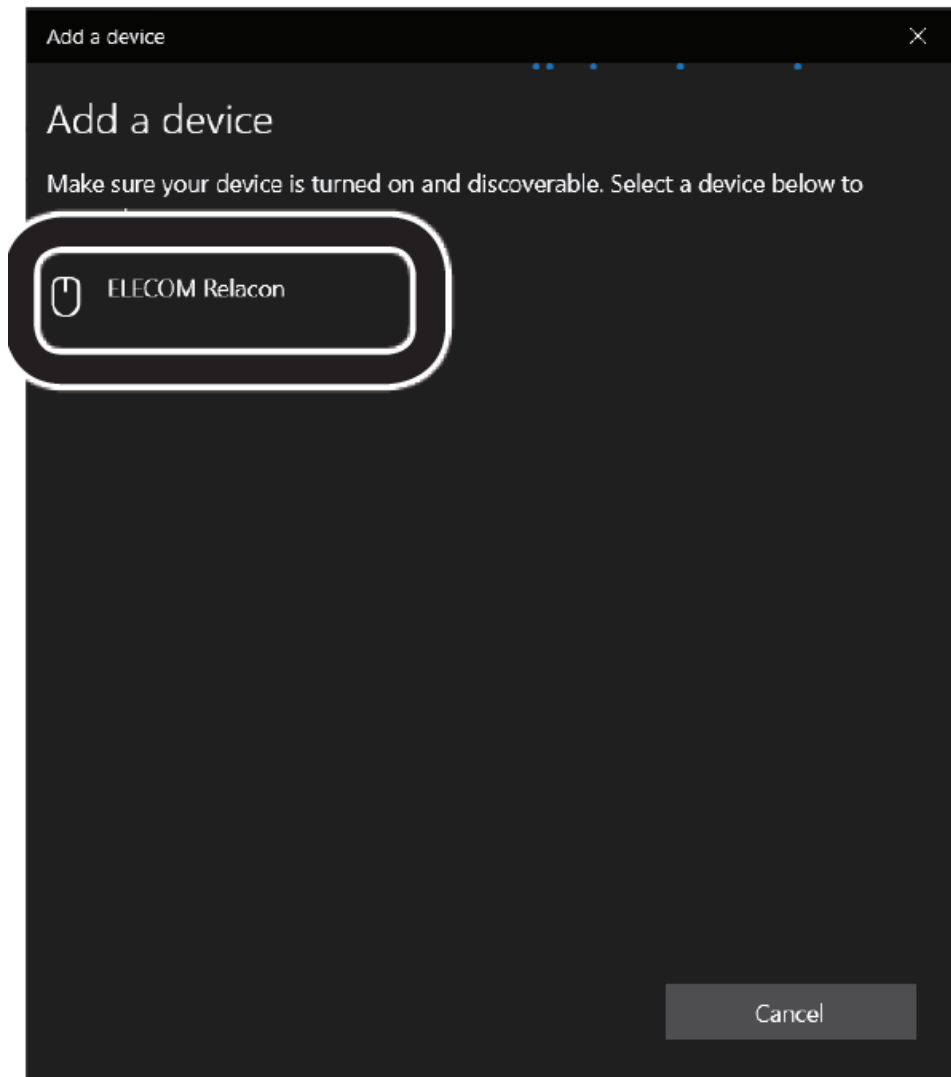 Add a device
Add a device
Make sure your device is turned on and discoverable. Select a device below to
ELECOM Relacon
Cancel